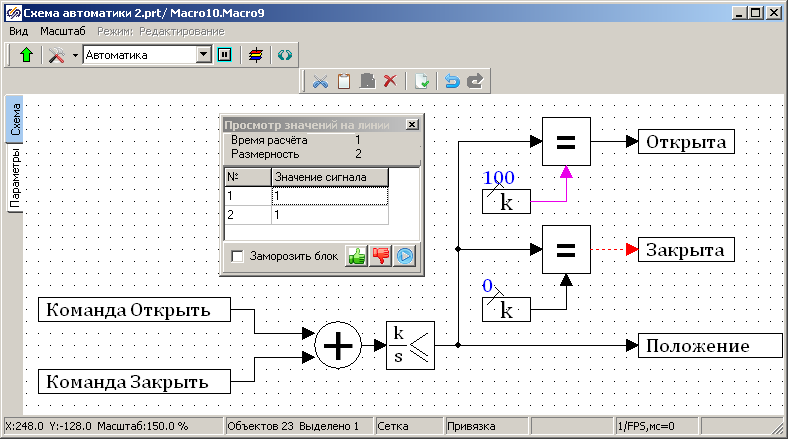 Схема автоматики 2.prt/ Macro10.Macro9
Вид Масштаб Режим: Редактирование
Автоматика
Схема
Параметры
Просмотр значений на линии
Время расчёта 1
Размерность 2
№ Значение сигнала
1 1
2 1
Заморозить блок
=
Открыта
100
k
=
Закрыта
0
k
Команда Открыть
+
k
s
Положение
Команда Закрыть
X:248.0 Y:-128.0 Масштаб:150.0 % Объектов 23 Выделено 1 Сетка Привязка 1/FPS,мс=0